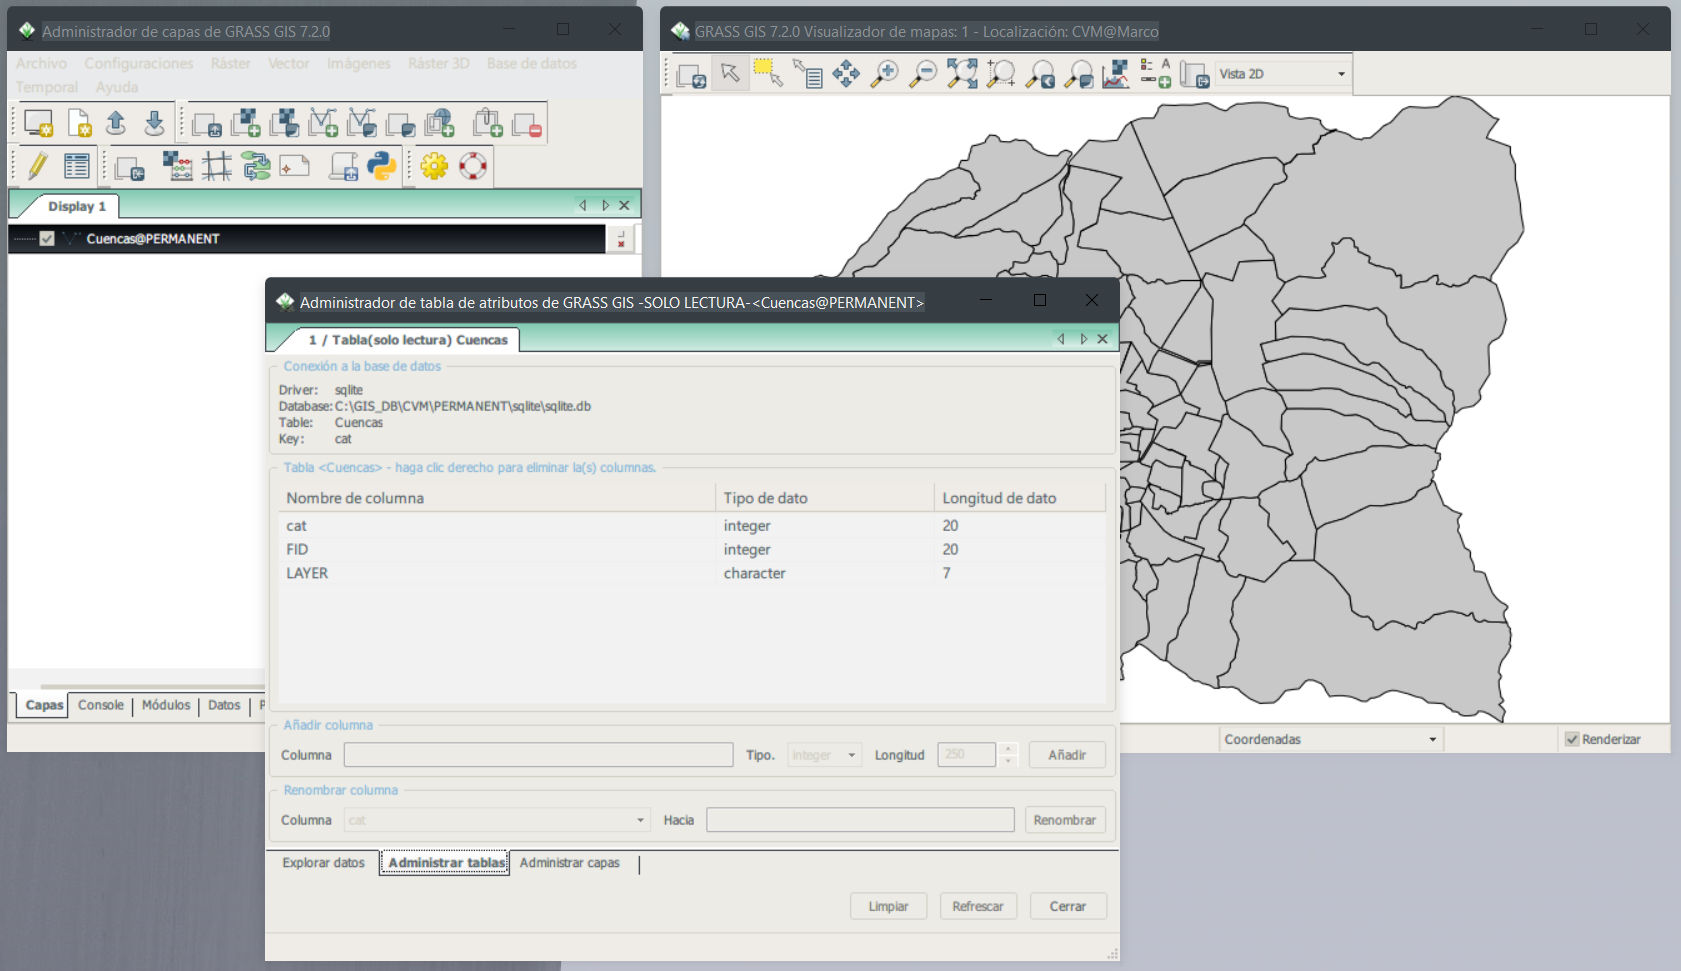 Administrador de capas de GRASS GIS 7.2.0
Archivo Configuraciones Ráster Vector Imágenes Ráster 3D Base de datos
Temporal Ayuda
Display 1
Cuencas@PERMANENT
Capas Console Módulos Datos P
GRASS GIS 7.2.0 Visualizador de mapas: 1 - Localización: CVM@Marco
Vista 2D
Coordenadas
Renderizar
Administrador de tabla de atributos de GRASS GIS -SOLO LECTURA-<Cuencas@PERMANENT>
1 / Tabla(solo lectura) Cuencas
Conexión a la base de datos
Driver: sqlite
Database: C:\GIS_DB\CVM\PERMANENT\sqlite\sqlite.db
Table: Cuencas
Key: cat
Tabla <Cuencas> - haga clic derecho para eliminar la(s) columnas.
Nombre de columna Tipo de dato Longitud de dato
cat integer 20
FID integer 20
LAYER character 7
Añadir columna
Columna Tipo. integer Longitud 250 Añadir
Renombrar columna
Columna cat Hacia Renombrar
Explorar datos Administrar tablas Administrar capas
Limpiar Refrescar Cerrar